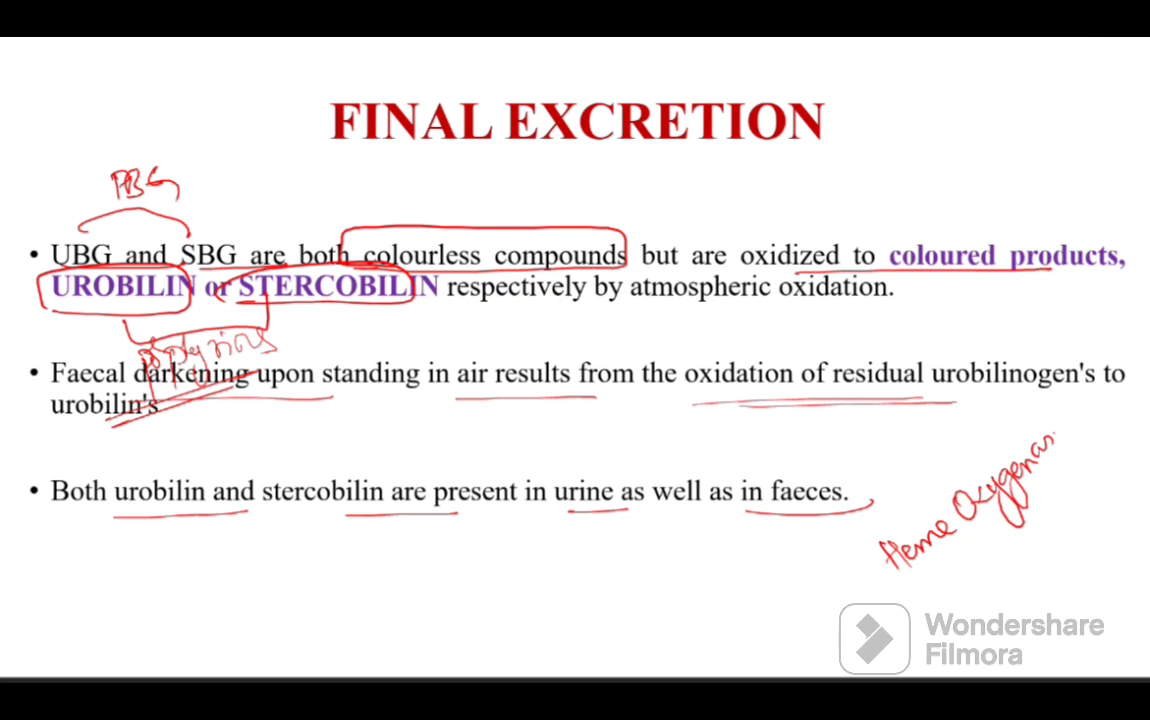 FINAL EXCRETION
PBG
• UBG and SBG are both colourless compounds but are oxidized to coloured products,
UROBILIN or STERCOBILIN respectively by atmospheric oxidation.
• Faecal darkening upon standing in air results from the oxidation of residual urobilinogen's to
urobilin's
• Both urobilin and stercobilin are present in urine as well as in faeces.
Heme Oxygenas
Wondershare
Filmora